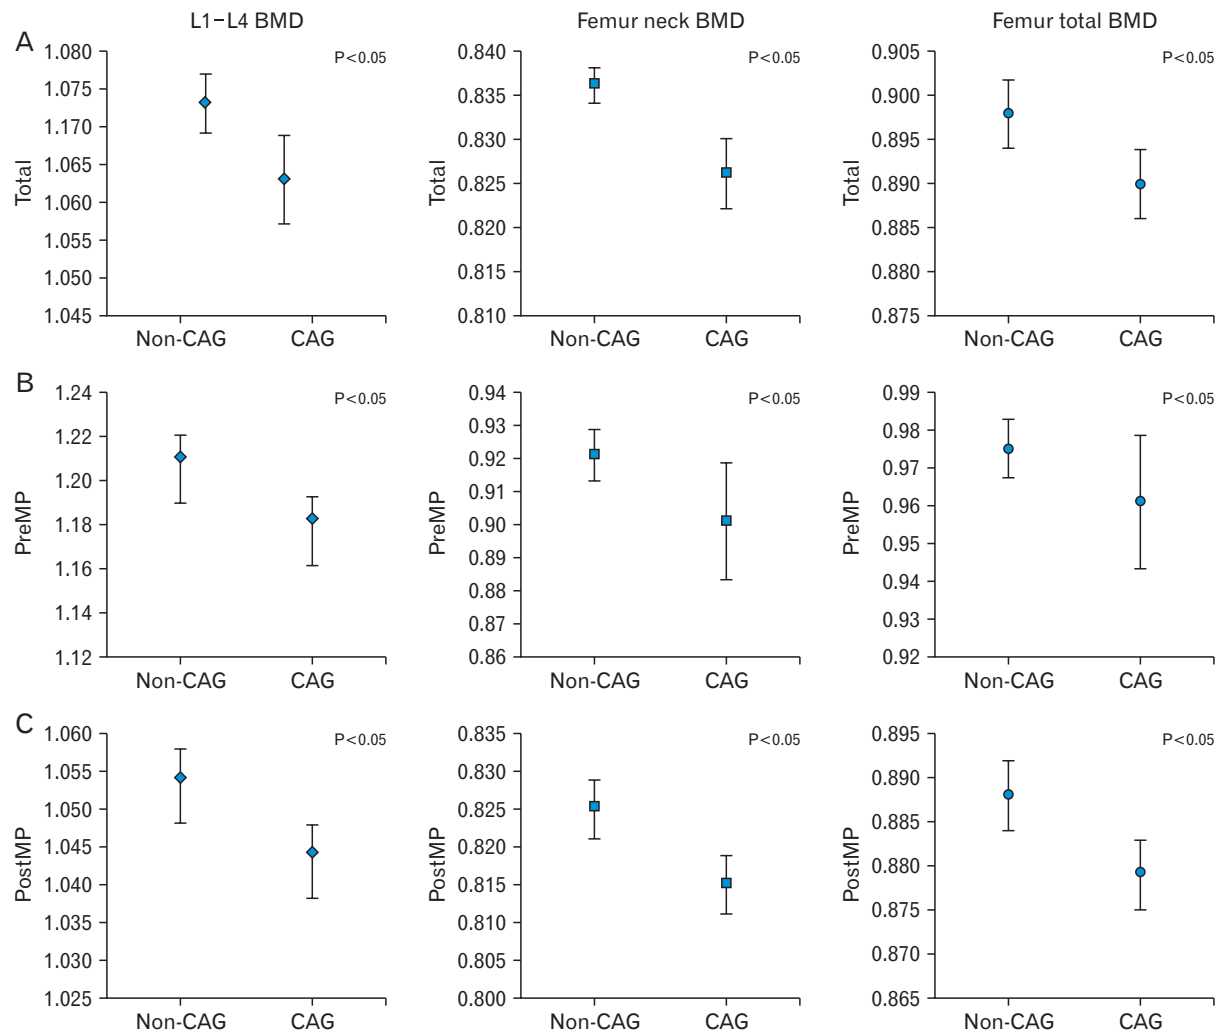 L1–L4 BMD
Femur neck BMD
Femur total BMD
A
Total
1.080
1.075
1.170
1.065
1.060
1.055
1.050
1.045
P<0.05
Non-CAG CAG
Total
0.840
0.835
0.830
0.825
0.820
0.815
0.810
P<0.05
Non-CAG CAG
Total
0.905
0.900
0.895
0.890
0.885
0.880
0.875
P<0.05
Non-CAG CAG
B
PreMP
1.24
1.22
1.20
1.18
1.16
1.14
1.12
P<0.05
Non-CAG CAG
PreMP
0.94
0.93
0.92
0.91
0.90
0.89
0.88
0.87
0.86
P<0.05
Non-CAG CAG
PreMP
0.99
0.98
0.97
0.96
0.95
0.94
0.93
0.92
P<0.05
Non-CAG CAG
C
PostMP
1.060
1.055
1.050
1.045
1.040
1.035
1.030
1.025
P<0.05
Non-CAG CAG
PostMP
0.835
0.830
0.825
0.820
0.815
0.810
0.805
0.800
P<0.05
Non-CAG CAG
PostMP
0.895
0.890
0.885
0.880
0.875
0.870
0.865
P<0.05
Non-CAG CAG